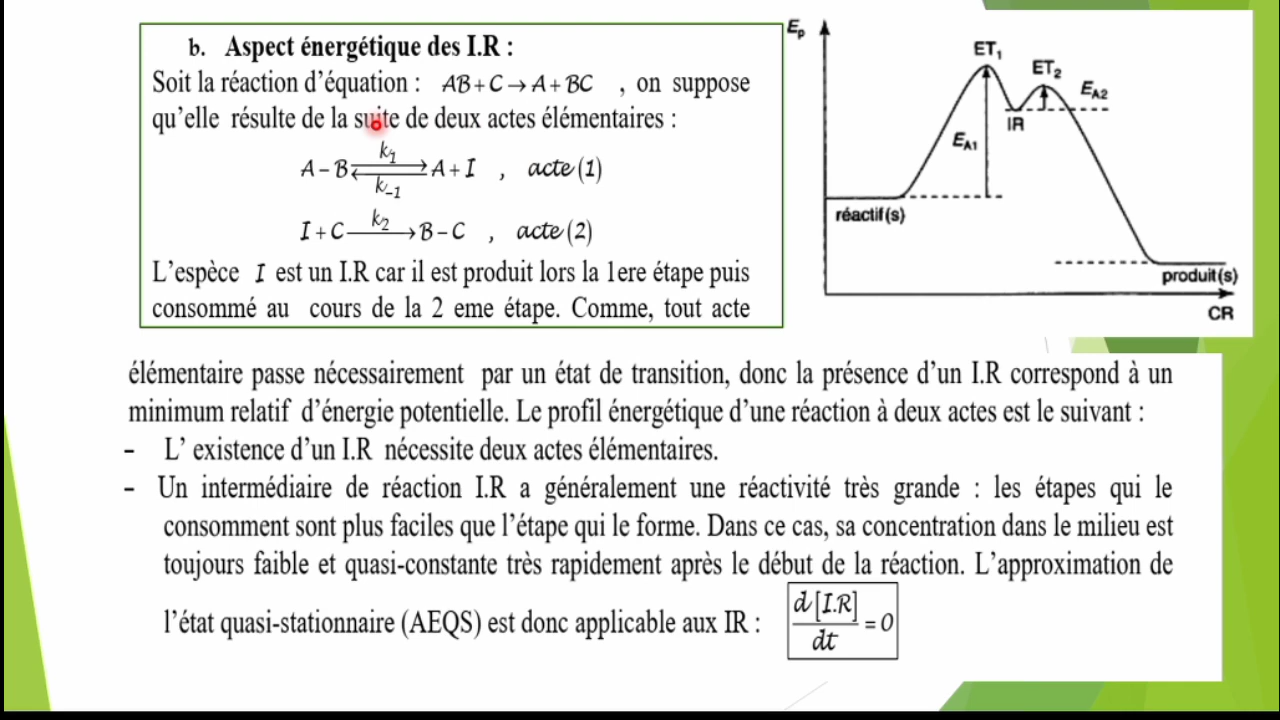 b. Aspect énergétique des I.R :
Soit la réaction d'équation : AB+C→A+BC , on suppose
qu'elle résulte de la suite de deux actes élémentaires :
k1
A-B⇄A+I , acte(1)
k-1
k2
I+C→B-C , acte(2)
L'espèce I est un I.R car il est produit lors la 1ere étape puis
consommé au cours de la 2 eme étape. Comme, tout acte
Ep
ET1
ET2
EA2
IR
EA1
réactif(s)
produit(s)
CR
élémentaire passe nécessairement par un état de transition, donc la présence d'un I.R correspond à un
minimum relatif d'énergie potentielle. Le profil énergétique d'une réaction à deux actes est le suivant :
- L' existence d'un I.R nécessite deux actes élémentaires.
- Un intermédiaire de réaction I.R a généralement une réactivité très grande : les étapes qui le
consomment sont plus faciles que l'étape qui le forme. Dans ce cas, sa concentration dans le milieu est
toujours faible et quasi-constante très rapidement après le début de la réaction. L'approximation de
l'état quasi-stationnaire (AEQS) est donc applicable aux IR : d[I.R]/dt = 0